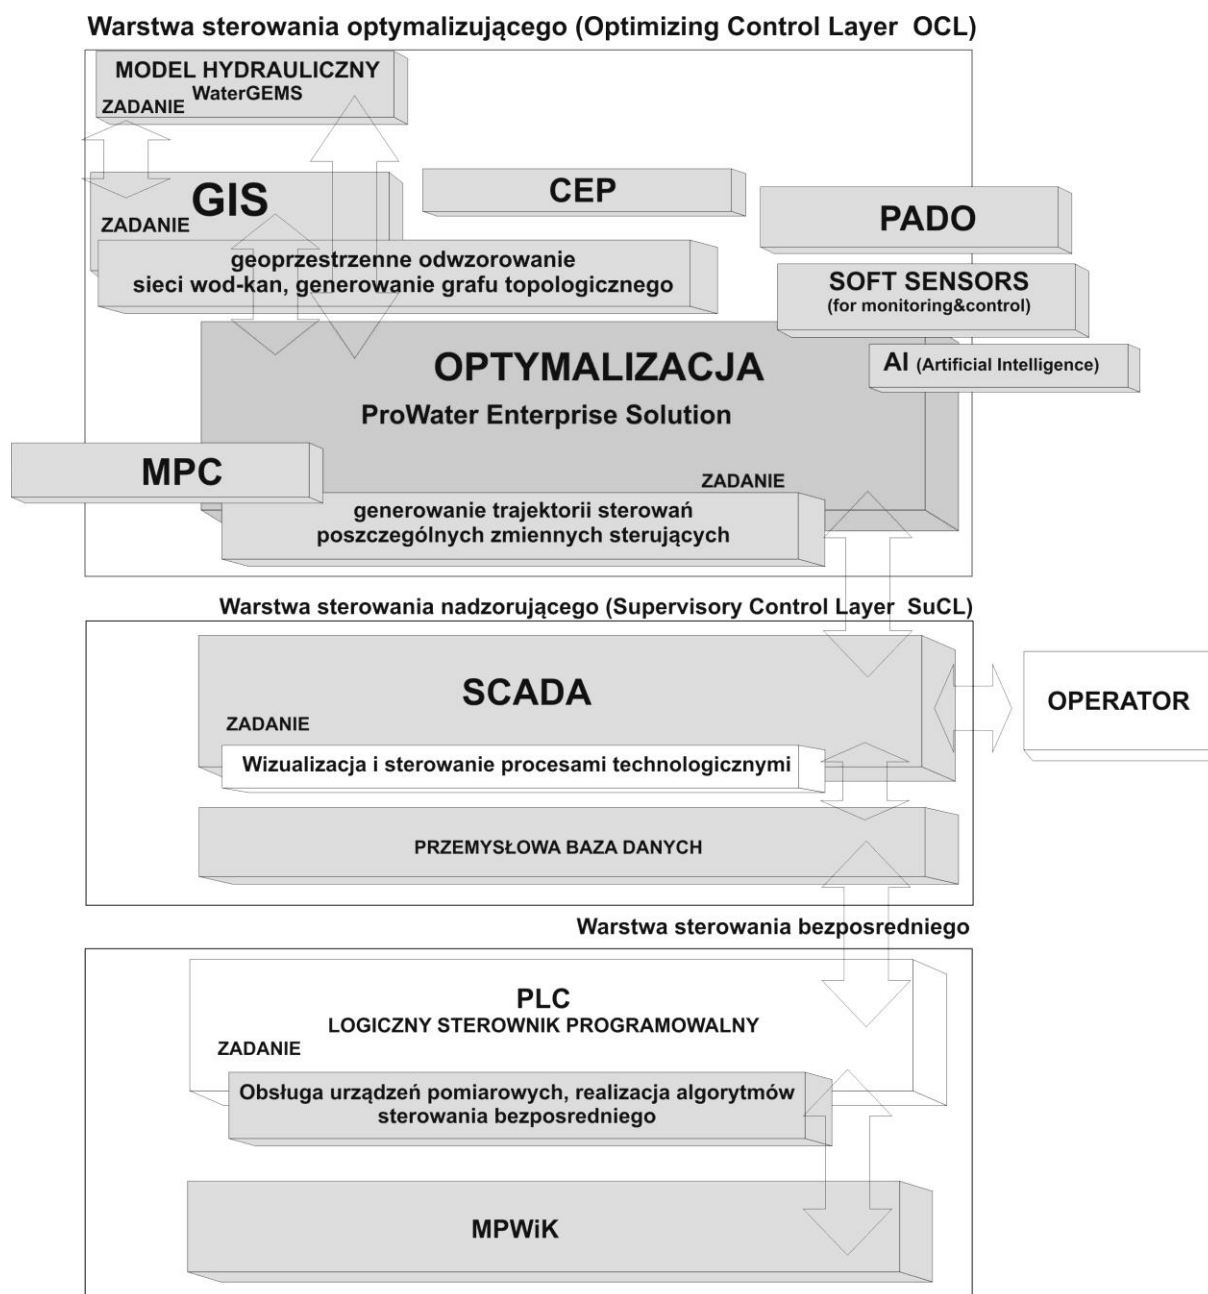 Warstwa sterowania optymalizującego (Optimizing Control Layer OCL)
MODEL HYDRAULICZNY
WaterGEMS
ZADANIE
GIS
ZADANIE
CEP
PADO
geoprzestrzenne odwzorowanie
sieci wod-kan, generowanie grafu topologicznego
SOFT SENSORS
(for monitoring&control)
AI (Artificial Intelligence)
OPTYMALIZACJA
ProWater Enterprise Solution
MPC
ZADANIE
generowanie trajektorii sterowań
poszczególnych zmiennych sterujących
Warstwa sterowania nadzorującego (Supervisory Control Layer SuCL)
SCADA
ZADANIE
OPERATOR
Wizualizacja i sterowanie procesami technologicznymi
PRZEMYSŁOWA BAZA DANYCH
Warstwa sterowania bezposredniego
PLC
LOGICZNY STEROWNIK PROGRAMOWALNY
ZADANIE
Obsługa urządzeń pomiarowych, realizacja algorytmów
sterowania bezposredniego
MPWiK